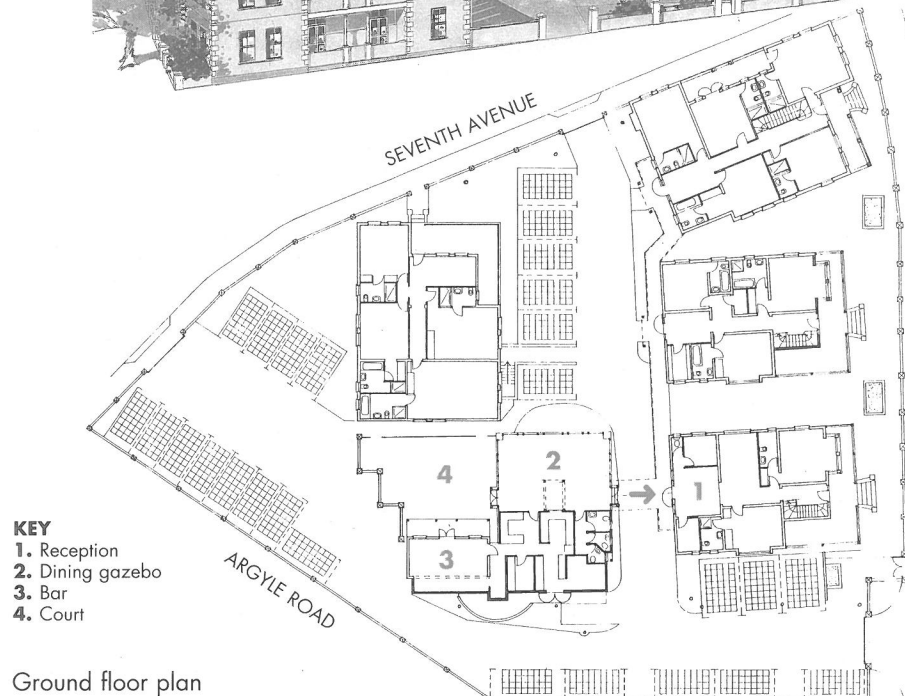 SEVENTH AVENUE
4
2
1
3
KEY
1. Reception
2. Dining gazebo
3. Bar
4. Court
ARGYLE ROAD
Ground floor plan